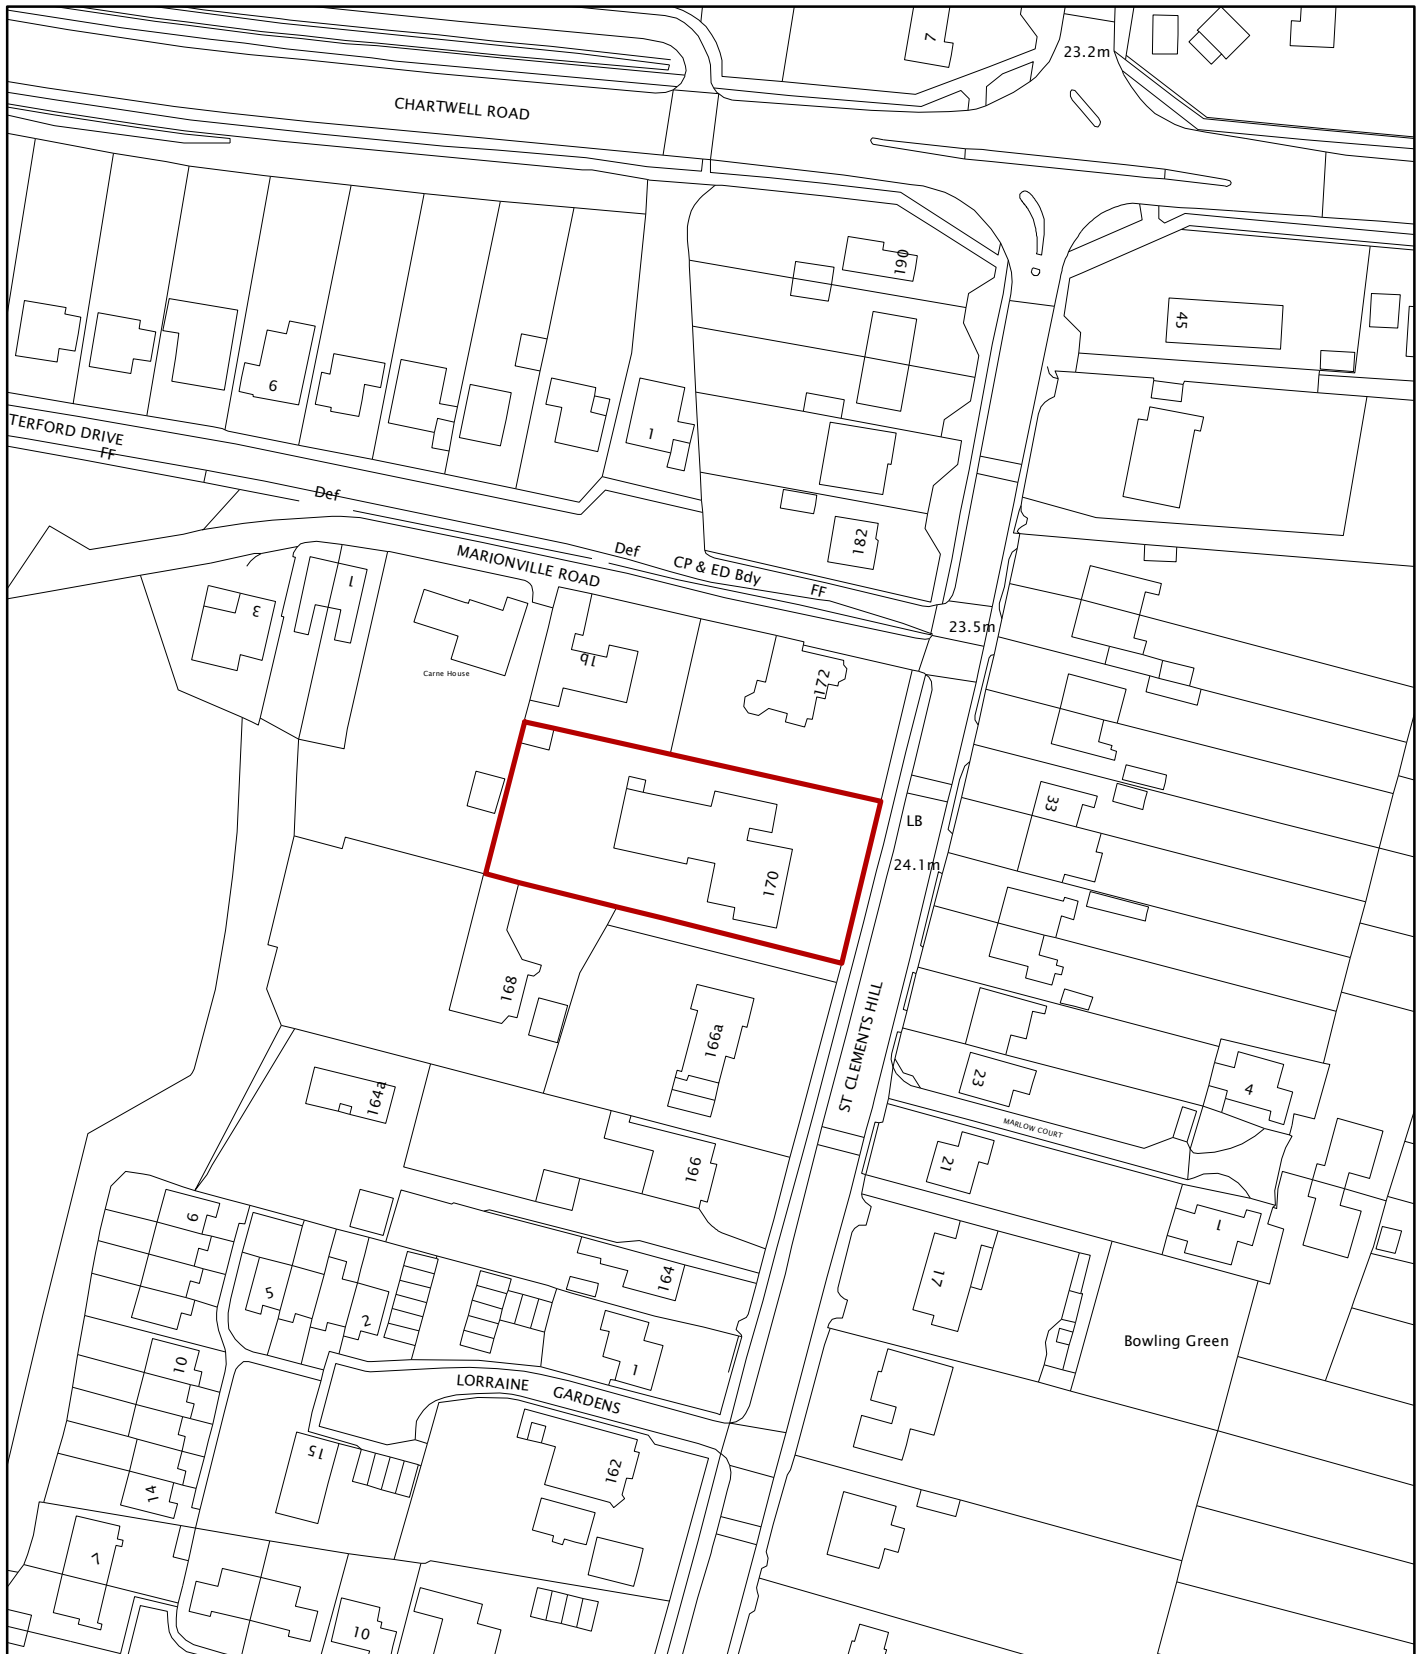 7
23.2m
CHARTWELL ROAD
160
45
6
1
TERFORD DRIVE
FF
Def
182
Def
CP & ED Bdy
FF
MARIONVILLE ROAD
23.5m
1
3
Carne House
1b
172
33
LB
24.1m
170
168
166a
ST CLEMENTS HILL
23
4
164a
MARLOW COURT
166
21
9
1
164
17
5
2
Bowling Green
10
1
LORRAINE GARDENS
15
162
14
7
10